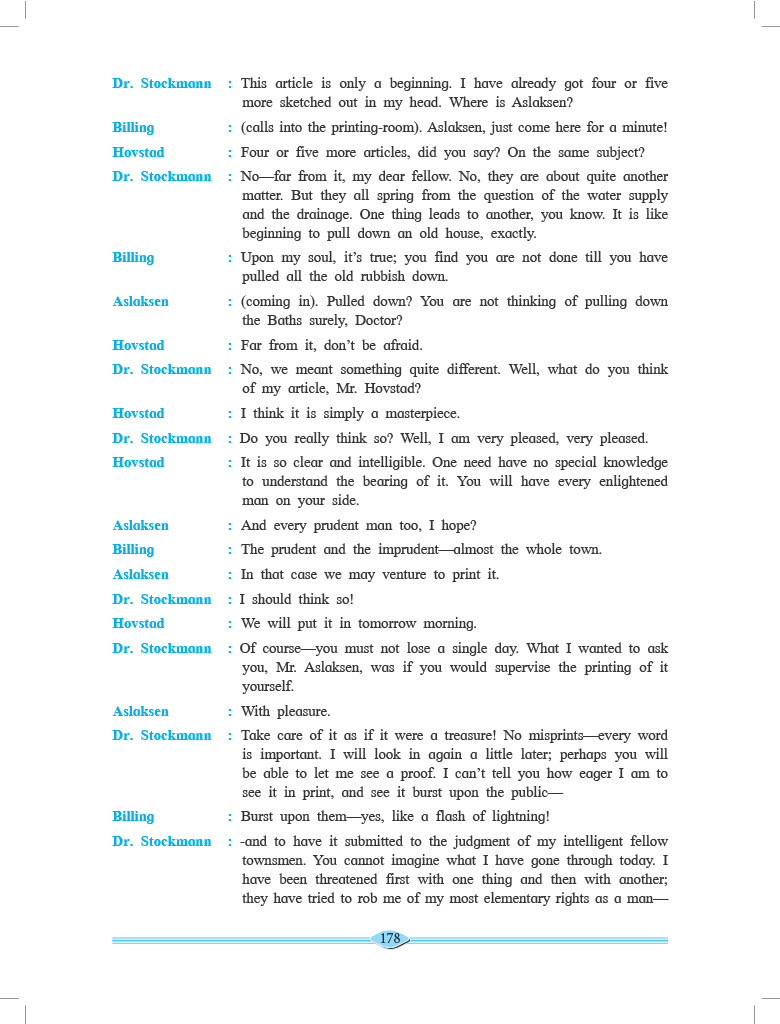 Dr. Stockmann : This article is only a beginning. I have already got four or five
more sketched out in my head. Where is Aslaksen?
Billing : (calls into the printing-room). Aslaksen, just come here for a minute!
Hovstad : Four or five more articles, did you say? On the same subject?
Dr. Stockmann : No—far from it, my dear fellow. No, they are about quite another
matter. But they all spring from the question of the water supply
and the drainage. One thing leads to another, you know. It is like
beginning to pull down an old house, exactly.
Billing : Upon my soul, it's true; you find you are not done till you have
pulled all the old rubbish down.
Aslaksen : (coming in). Pulled down? You are not thinking of pulling down
the Baths surely, Doctor?
Hovstad : Far from it, don't be afraid.
Dr. Stockmann : No, we meant something quite different. Well, what do you think
of my article, Mr. Hovstad?
Hovstad : I think it is simply a masterpiece.
Dr. Stockmann : Do you really think so? Well, I am very pleased, very pleased.
Hovstad : It is so clear and intelligible. One need have no special knowledge
to understand the bearing of it. You will have every enlightened
man on your side.
Aslaksen : And every prudent man too, I hope?
Billing : The prudent and the imprudent—almost the whole town.
Aslaksen : In that case we may venture to print it.
Dr. Stockmann : I should think so!
Hovstad : We will put it in tomorrow morning.
Dr. Stockmann : Of course—you must not lose a single day. What I wanted to ask
you, Mr. Aslaksen, was if you would supervise the printing of it
yourself.
Aslaksen : With pleasure.
Dr. Stockmann : Take care of it as if it were a treasure! No misprints—every word
is important. I will look in again a little later; perhaps you will
be able to let me see a proof. I can't tell you how eager I am to
see it in print, and see it burst upon the public—
Billing : Burst upon them—yes, like a flash of lightning!
Dr. Stockmann : -and to have it submitted to the judgment of my intelligent fellow
townsmen. You cannot imagine what I have gone through today. I
have been threatened first with one thing and then with another;
they have tried to rob me of my most elementary rights as a man—
178